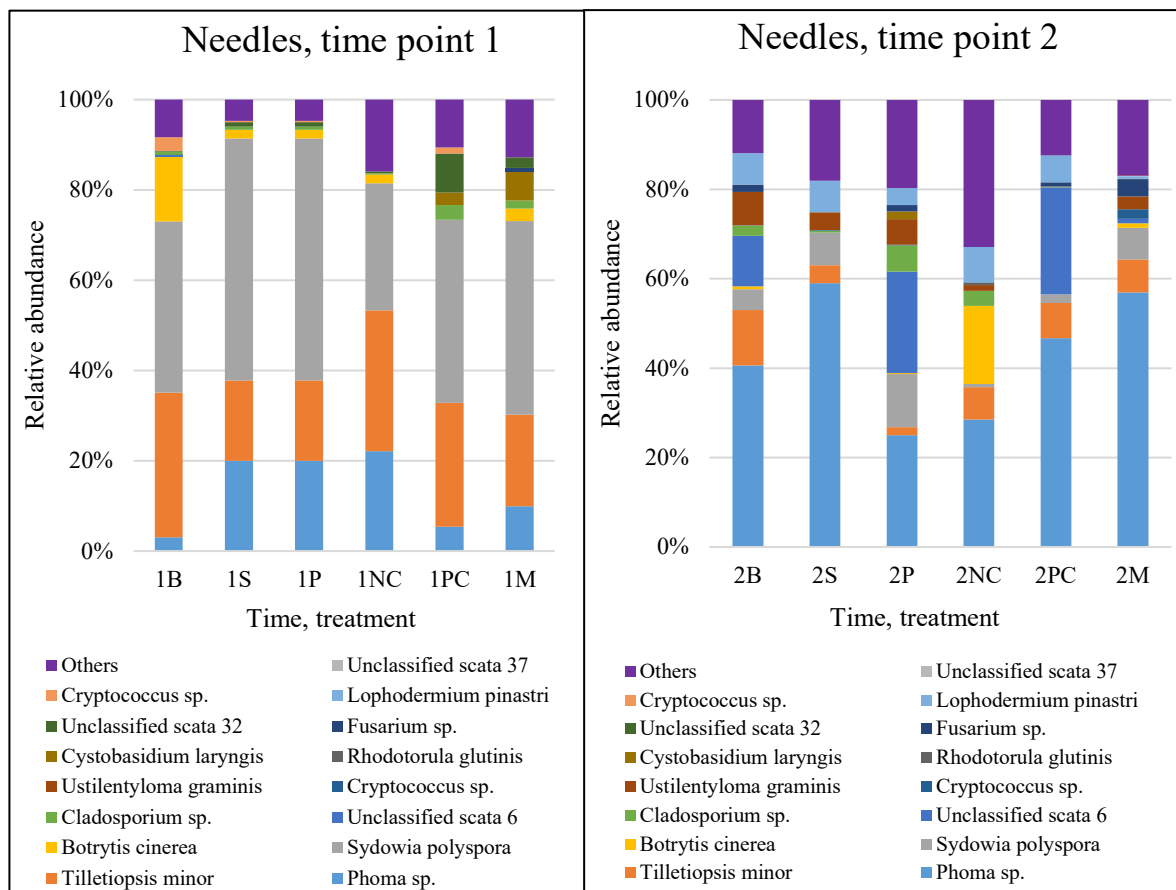 Needles, time point 1
100%
80%
60%
40%
20%
0%
Relative abundance
1B 1S 1P 1NC 1PC 1M
Time, treatment
Others Unclassified scata 37
Cryptococcus sp. Lophodermium pinastri
Unclassified scata 32 Fusarium sp.
Cystobasidium laryngis Rhodotorula glutinis
Ustilentyloma graminis Cryptococcus sp.
Cladosporium sp. Unclassified scata 6
Botrytis cinerea Sydowia polyspora
Tilletiopsis minor Phoma sp.
Needles, time point 2
100%
80%
60%
40%
20%
0%
Relative abundance
2B 2S 2P 2NC 2PC 2M
Time, treatment
Others Unclassified scata 37
Cryptococcus sp. Lophodermium pinastri
Unclassified scata 32 Fusarium sp.
Cystobasidium laryngis Rhodotorula glutinis
Ustilentyloma graminis Cryptococcus sp.
Cladosporium sp. Unclassified scata 6
Botrytis cinerea Sydowia polyspora
Tilletiopsis minor Phoma sp.